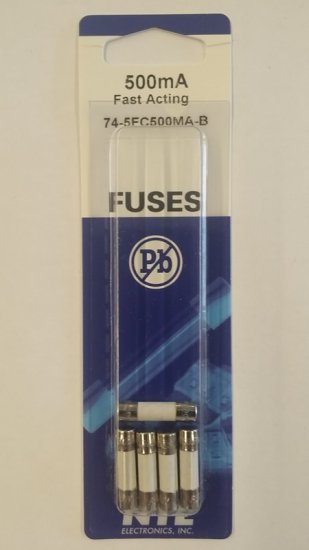 500mA
Fast Acting
74-5FC500MA-B
FUSES
Pb
NTE
ELECTRONICS, INC.